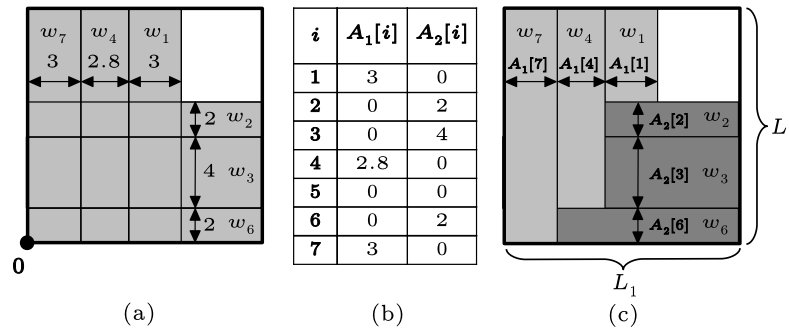 w7 w4 w1
3 2.8 3
2 w2
4 w3
2 w6
0
(a)
i A1[i] A2[i]
1 3 0
2 0 2
3 0 4
4 2.8 0
5 0 0
6 0 2
7 3 0
(b)
w7 w4 w1
A1[7] A1[4] A1[1]
A2[2] w2
A2[3] w3
A2[6] w6
L
L1
(c)